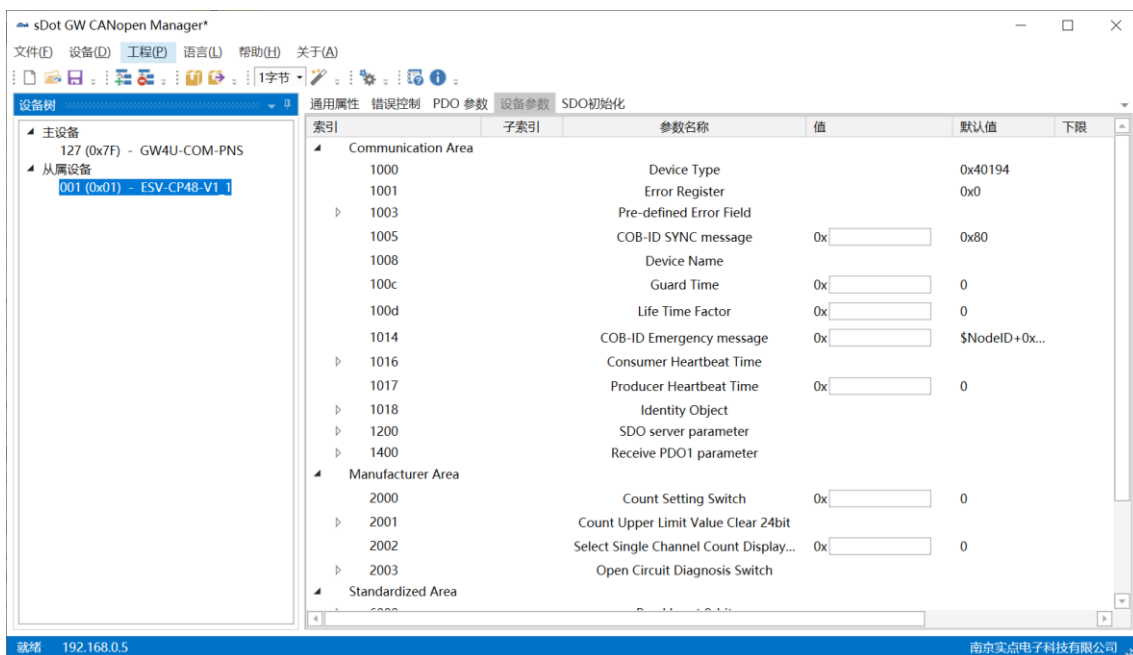 sDot GW CANopen Manager*
文件(F) 设备(D) 工程(P) 语言(L) 帮助(H) 关于(A)
1字节
设备树
主设备
127 (0x7F) - GW4U-COM-PNS
从属设备
001 (0x01) - ESV-CP48-V1_1
通用属性 错误控制 PDO 参数 设备参数 SDO初始化
索引 子索引 参数名称 值 默认值 下限
Communication Area
1000 Device Type 0x40194
1001 Error Register 0x0
1003 Pre-defined Error Field
1005 COB-ID SYNC message 0x 0x80
1008 Device Name
100c Guard Time 0x 0
100d Life Time Factor 0x 0
1014 COB-ID Emergency message 0x $NodeID+0x...
1016 Consumer Heartbeat Time
1017 Producer Heartbeat Time 0x 0
1018 Identity Object
1200 SDO server parameter
1400 Receive PDO1 parameter
Manufacturer Area
2000 Count Setting Switch 0x 0
2001 Count Upper Limit Value Clear 24bit
2002 Select Single Channel Count Display... 0x 0
2003 Open Circuit Diagnosis Switch
Standardized Area
就绪 192.168.0.5 南京实点电子科技有限公司